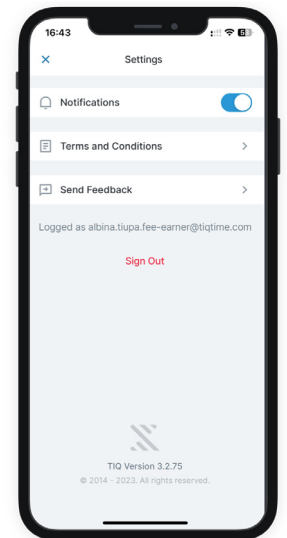 16:43
Settings
Notifications
Terms and Conditions
Send Feedback
Logged as albina.tiupa.fee-earner@tiqtime.com
Sign Out
TIQ Version 3.2.75
© 2014 - 2023. All rights reserved.